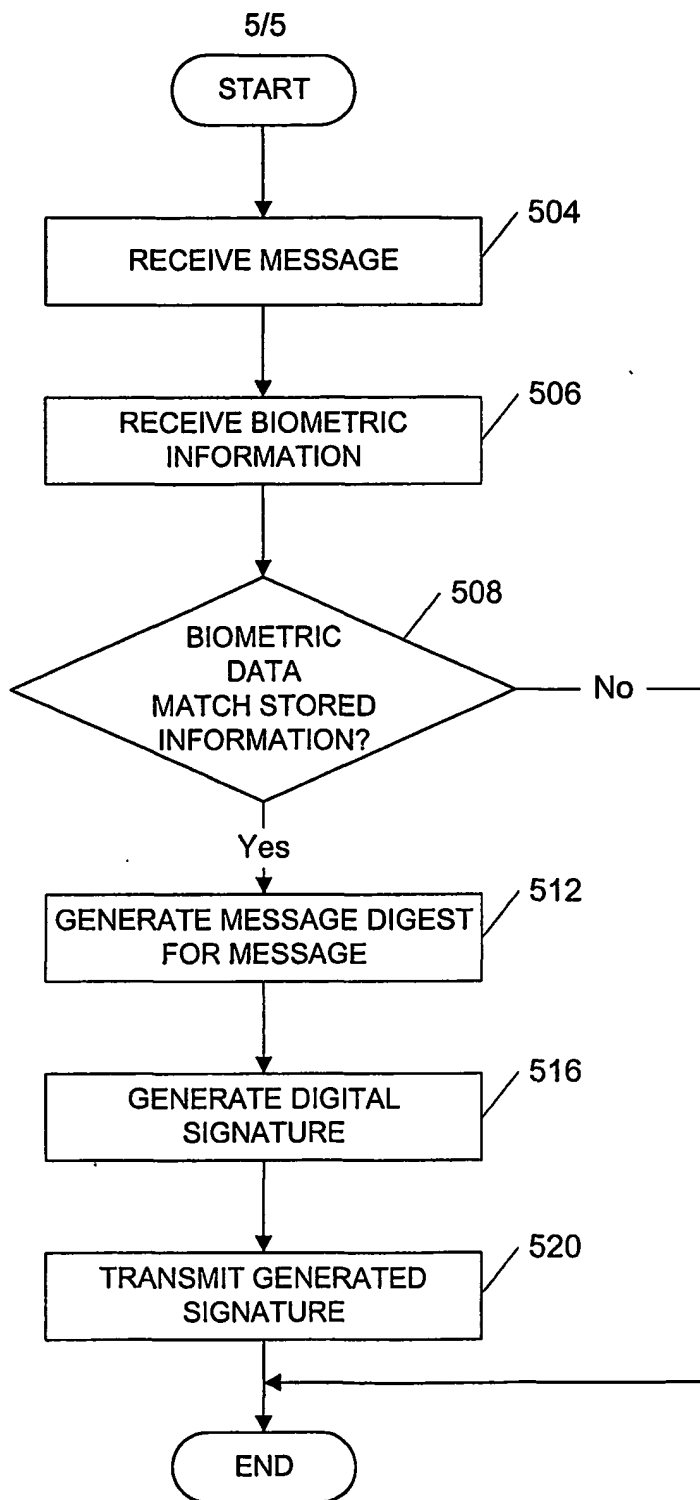 5/5
START
504
RECEIVE MESSAGE
506
RECEIVE BIOMETRIC
INFORMATION
508
BIOMETRIC
DATA
MATCH STORED
INFORMATION?
No
Yes
512
GENERATE MESSAGE DIGEST
FOR MESSAGE
516
GENERATE DIGITAL
SIGNATURE
520
TRANSMIT GENERATED
SIGNATURE
END